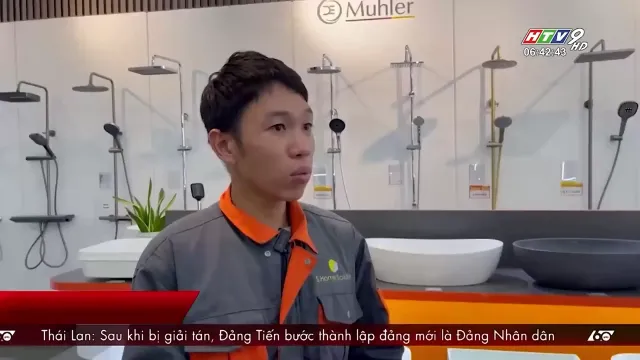 Muhler
HTV9 HD
06:42:43
Thái Lan: Sau khi bị giải tán, Đảng Tiến bước thành lập đảng mới là Đảng Nhân dân